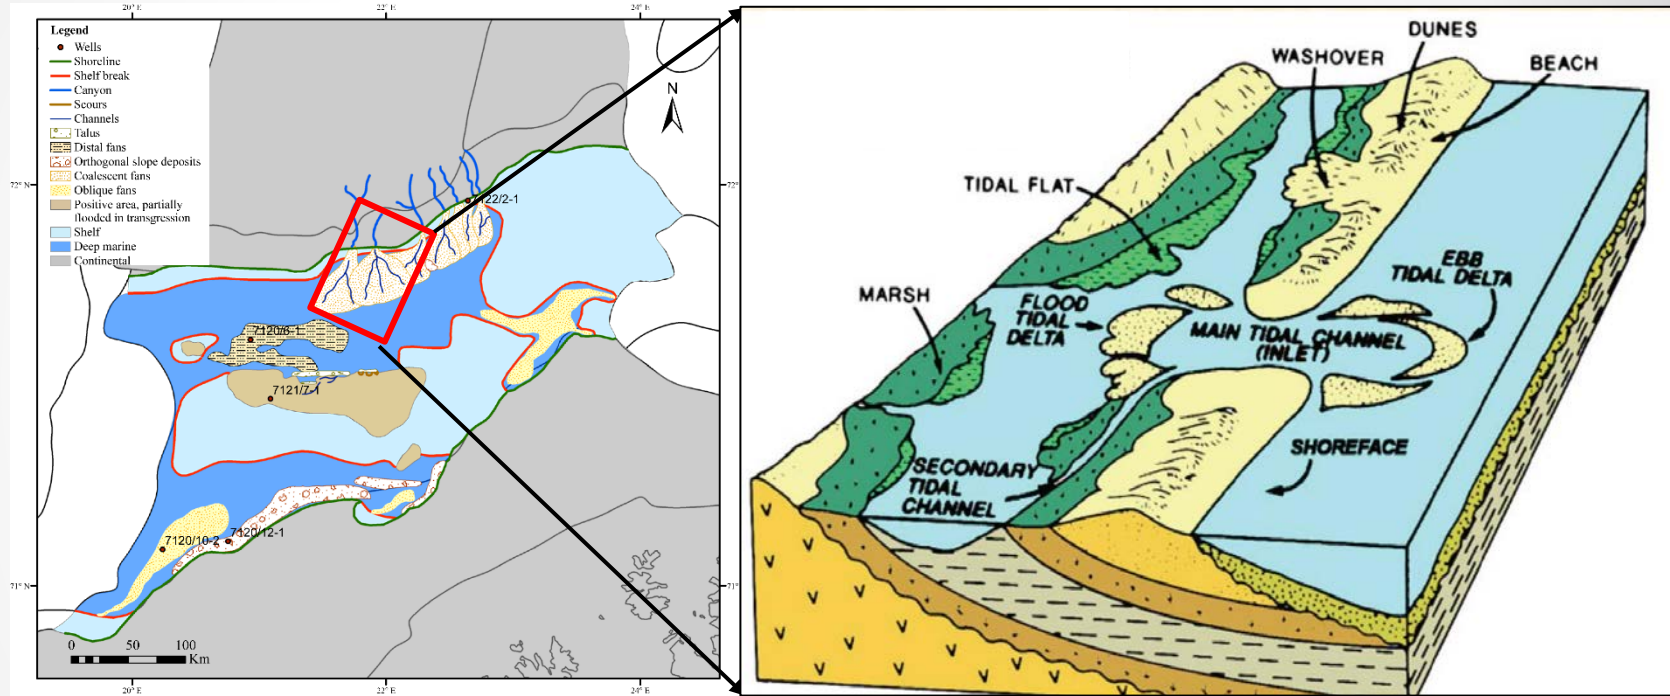 20° E
22° E
24° E
Legend
Wells
Shoreline
Shelf break
Canyon
Scours
Channels
Talus
Distal fans
Orthogonal slope deposits
Coalescent fans
Oblique fans
Positive area, partially
flooded in transgression
Shelf
Deep marine
Continental
N
72° N
72°
7122/2-1
7120/8-1
7121/7-1
7120/10-2
7120/12-1
71° N
71°
0 50 100
Km
20° E
22° E
24° E
DUNES
WASHOVER
BEACH
TIDAL FLAT
EBB
TIDAL DELTA
MARSH
FLOOD
TIDAL
DELTA
MAIN TIDAL CHANNEL
(INLET)
SHOREFACE
SECONDARY
TIDAL
CHANNEL